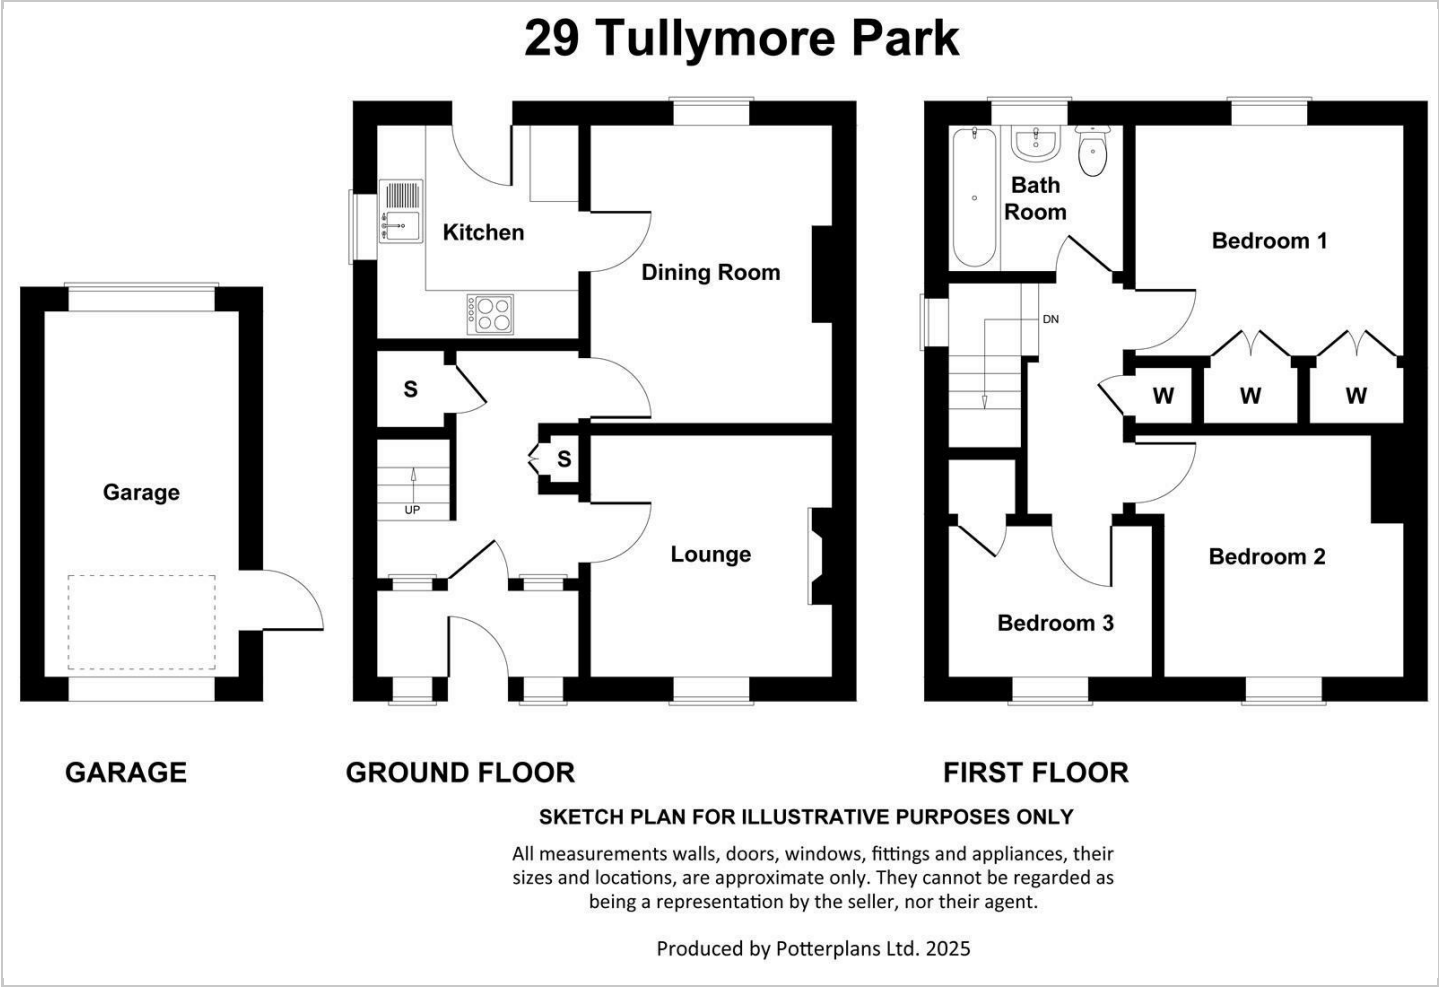 29 Tullymore Park
Kitchen
Dining Room
S
S
UP
Lounge
Garage
Bath
Room
Bedroom 1
DN
W
W
W
Bedroom 2
Bedroom 3
GARAGE
GROUND FLOOR
FIRST FLOOR
SKETCH PLAN FOR ILLUSTRATIVE PURPOSES ONLY
All measurements walls, doors, windows, fittings and appliances, their
sizes and locations, are approximate only. They cannot be regarded as
being a representation by the seller, nor their agent.
Produced by Potterplans Ltd. 2025